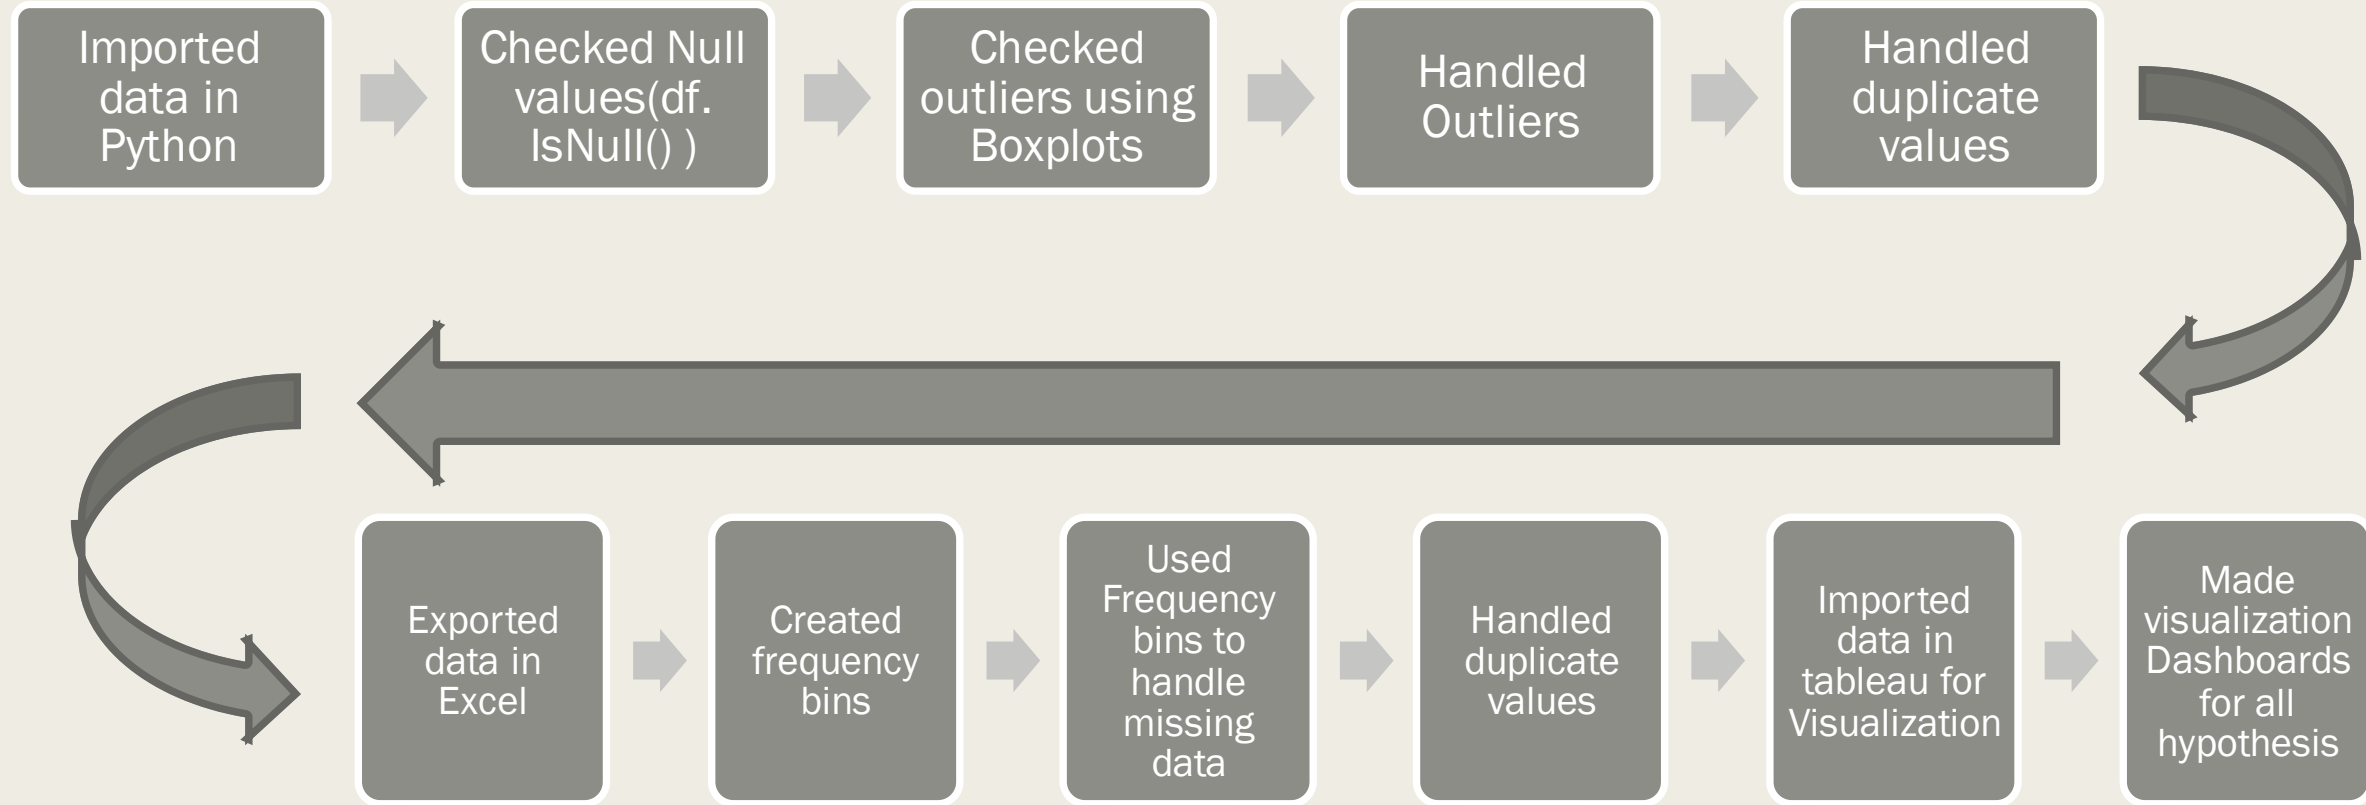 Imported
data in
Python
Checked Null
values(df.
IsNull() )
Checked
outliers using
Boxplots
Handled
Outliers
Handled
duplicate
values
Exported
data in
Excel
Created
frequency
bins
Used
Frequency
bins to
handle
missing
data
Handled
duplicate
values
Imported
data in
tableau for
Visualization
Made
visualization
Dashboards
for all
hypothesis